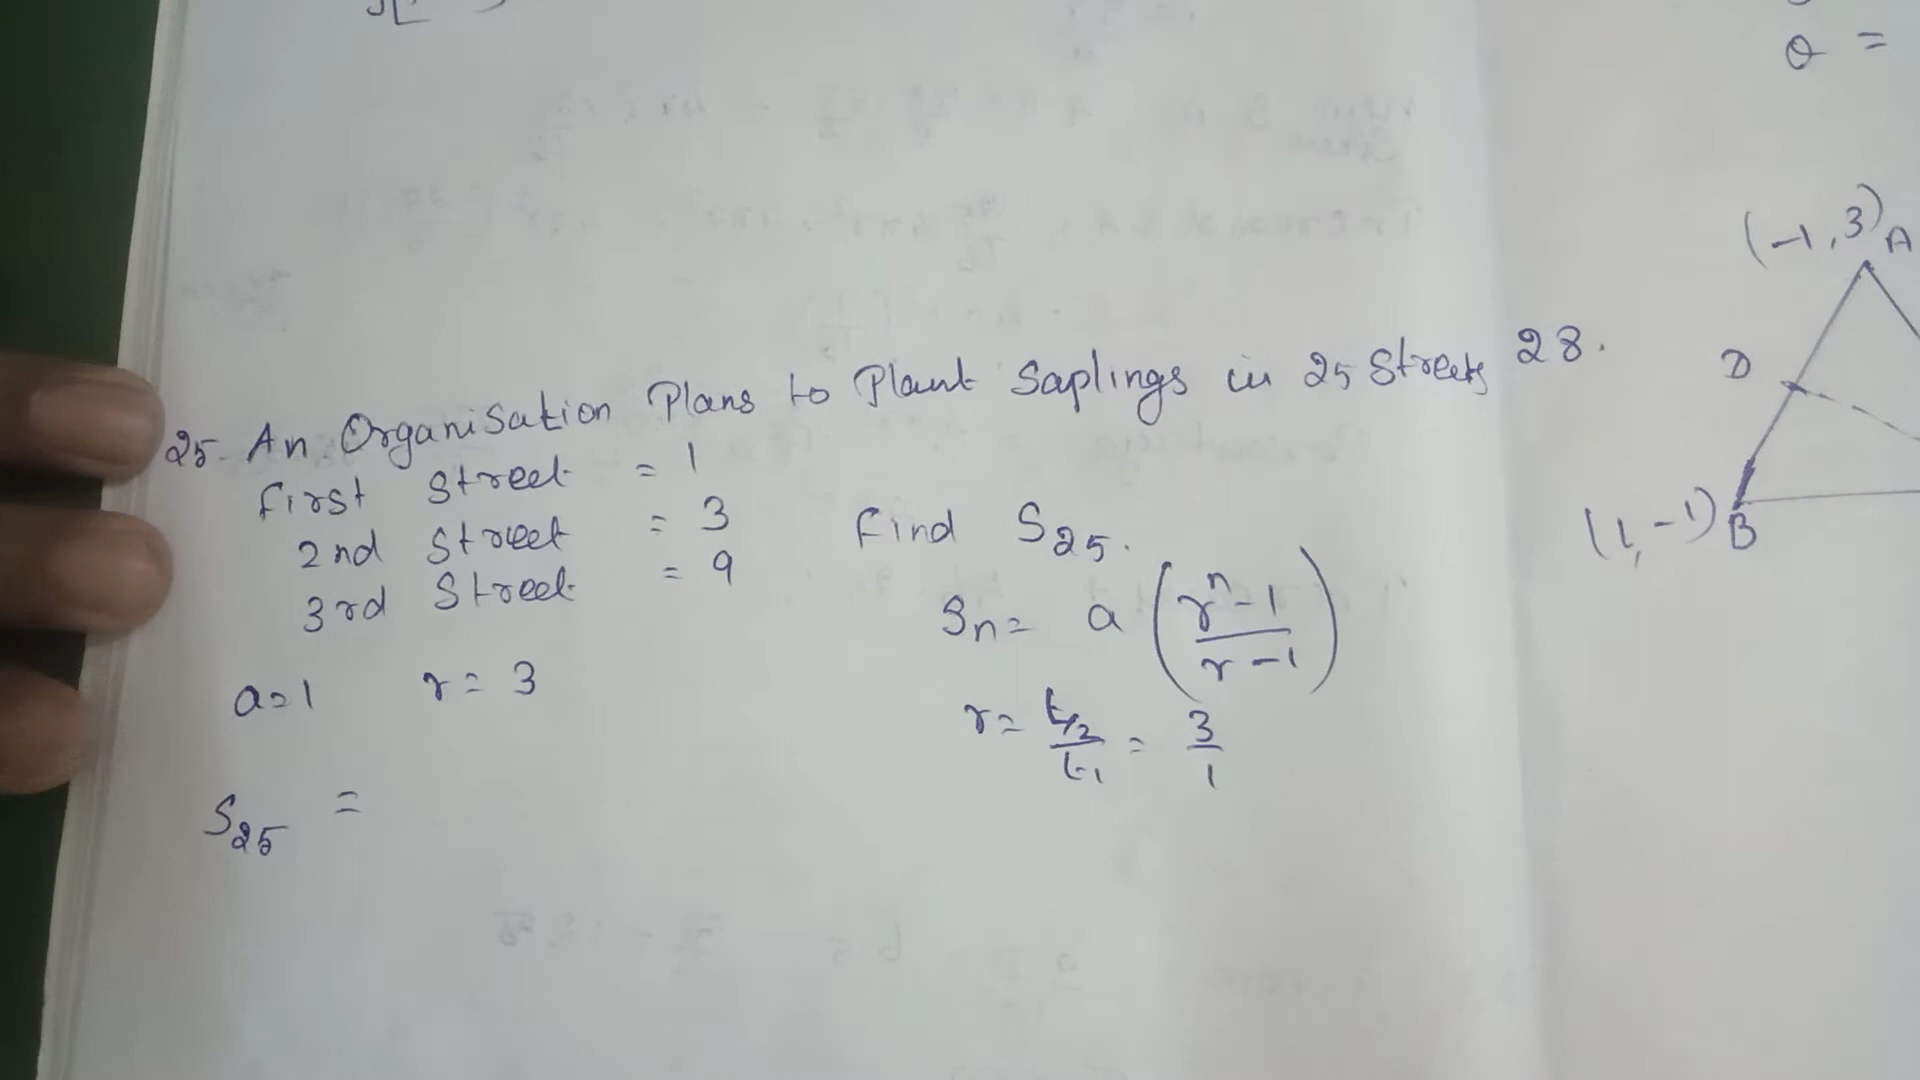 θ =
25. An Organisation Plans to Plant Saplings in 25 Streets
First Street = 1
2nd Street = 3
3rd Street = 9
a=1 r = 3
S25 =
Find S25.
Sn= a (r^n-1 / r-1)
r= t2/t1 = 3/1
28.
(-1,3) A
D
(1,-1) B